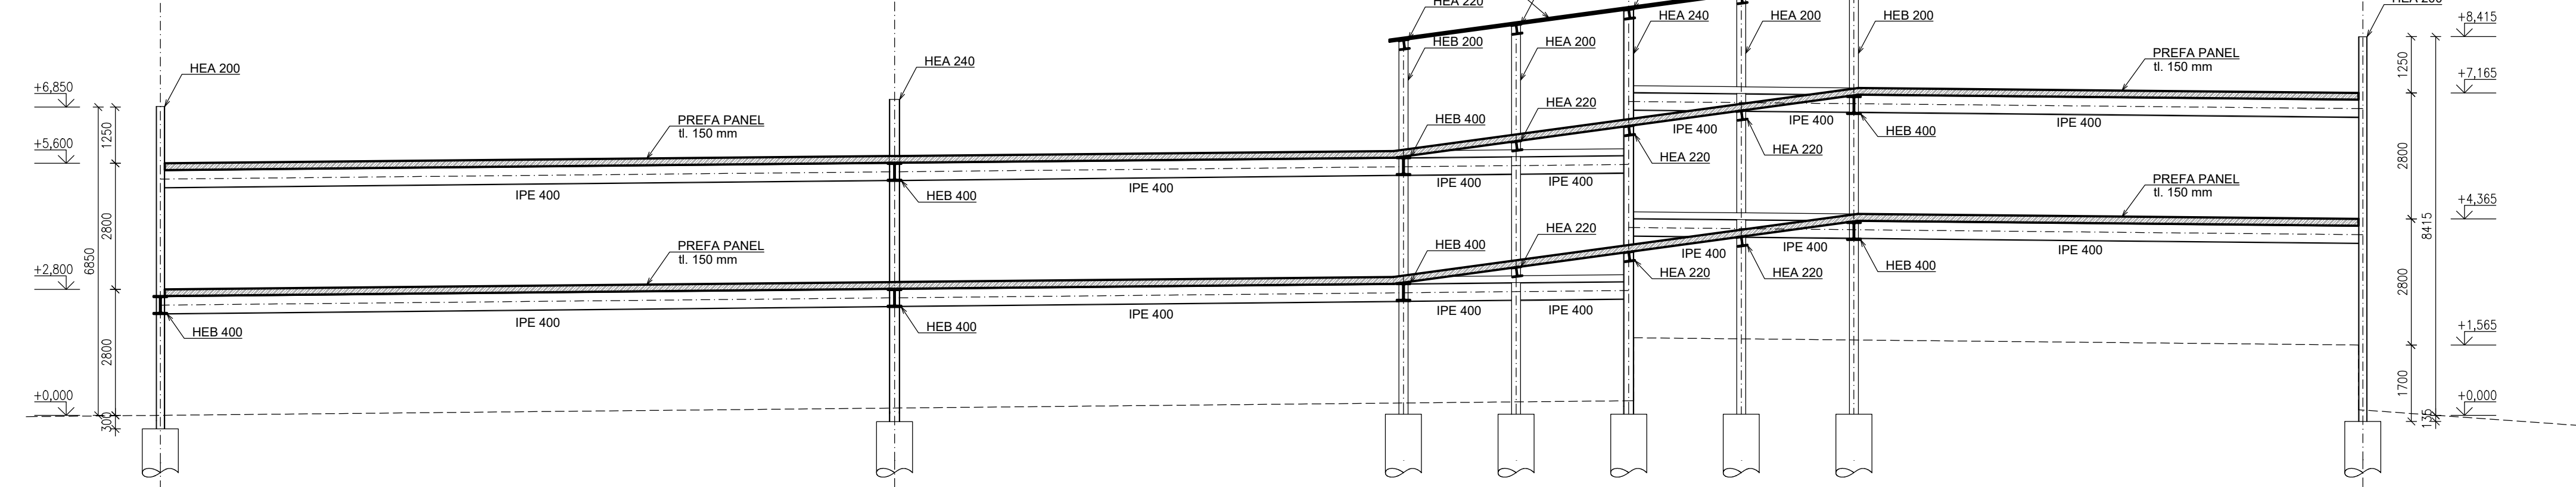 HEA 220
HEA 240
HEA 200
HEB 200
+8,415
HEB 200
HEA 200
PREFA PANEL
tl. 150 mm
1250
HEA 200
HEA 240
+6,850
+7,165
1250
PREFA PANEL
tl. 150 mm
HEB 400
HEA 220
IPE 400
IPE 400
IPE 400
HEB 400
+5,600
HEA 220
HEA 220
2800
IPE 400
HEB 400
IPE 400
IPE 400
IPE 400
PREFA PANEL
tl. 150 mm
+4,365
2800
6850
PREFA PANEL
tl. 150 mm
HEB 400
HEA 220
IPE 400
IPE 400
IPE 400
8415
+2,800
HEA 220
HEA 220
HEB 400
2800
HEB 400
IPE 400
HEB 400
IPE 400
IPE 400
IPE 400
+1,565
2800
1700
+0,000
+0,000
300
135